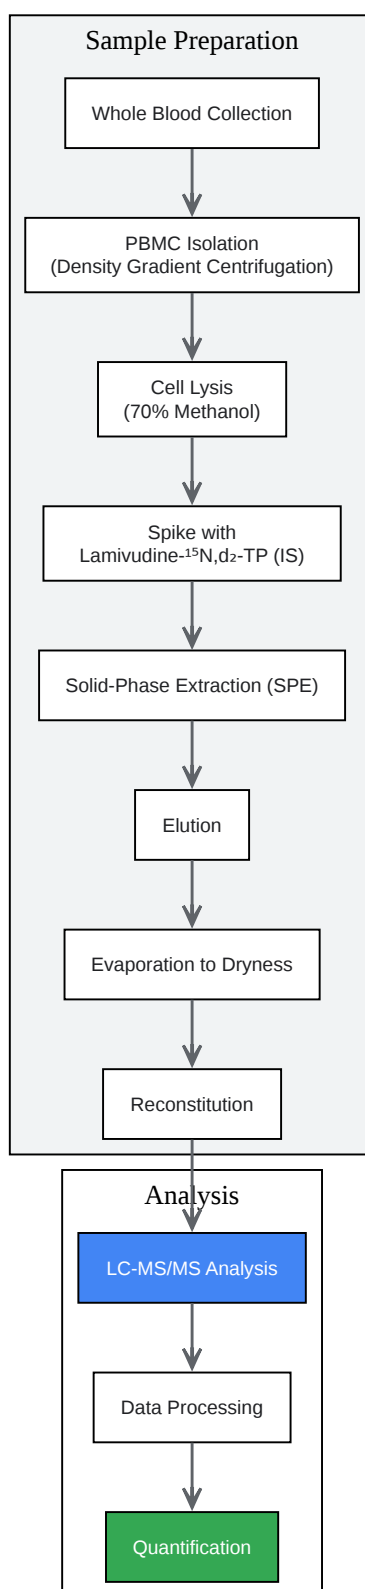 Sample Preparation
Whole Blood Collection
PBMC Isolation
(Density Gradient Centrifugation)
Cell Lysis
(70% Methanol)
Spike with
Lamivudine-¹⁵N,d₂-TP (IS)
Solid-Phase Extraction (SPE)
Elution
Evaporation to Dryness
Reconstitution
Analysis
LC-MS/MS Analysis
Data Processing
Quantification